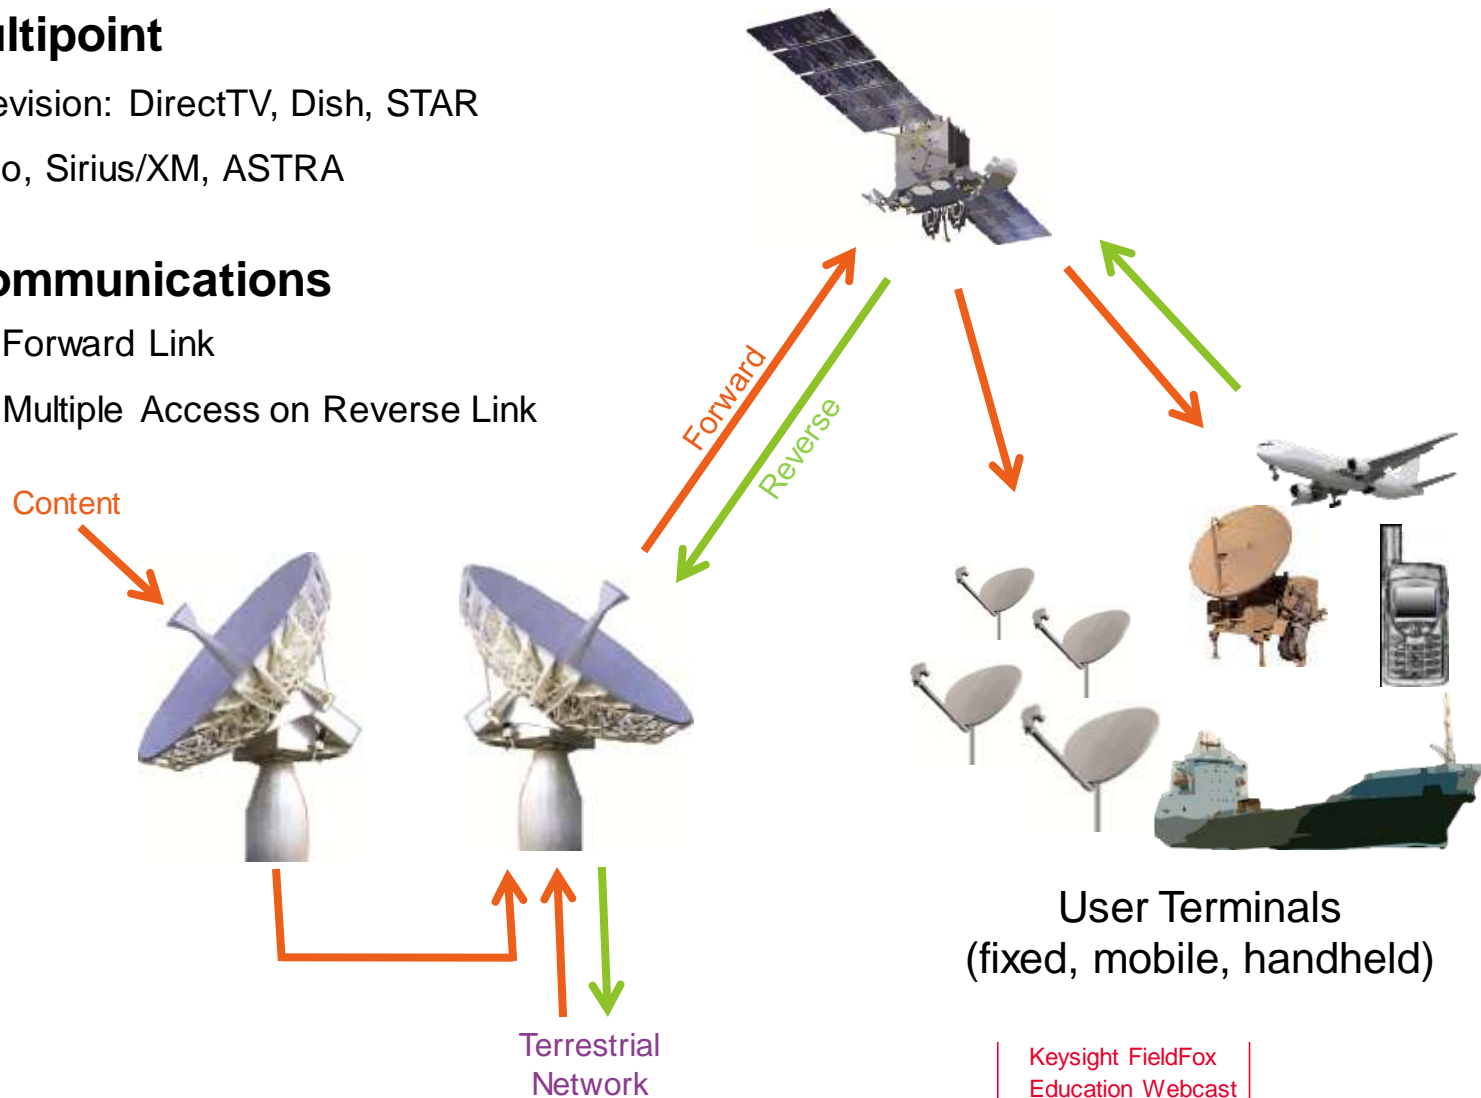 ultipoint
evision: DirectTV, Dish, STAR
o, Sirius/XM, ASTRA
ommunications
Forward Link
Multiple Access on Reverse Link
Forward
Reverse
Content
User Terminals
(fixed, mobile, handheld)
Terrestrial
Network
Keysight FieldFox
Education Webcast